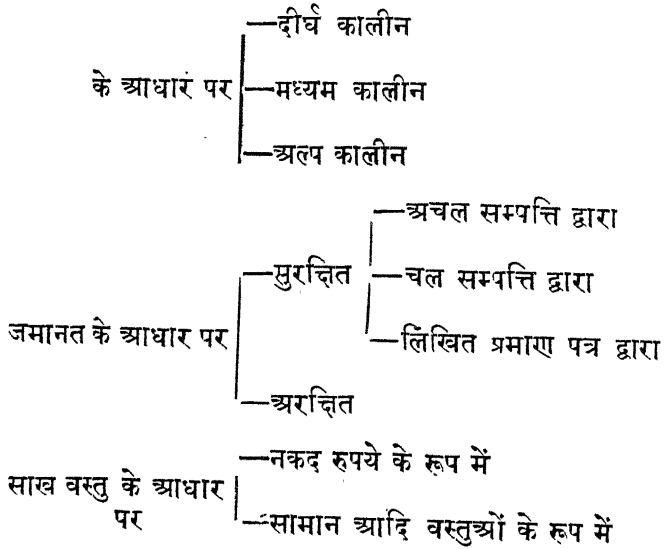 दीर्घ कालीन
के आधार पर
मध्यम कालीन
अल्प कालीन
अचल सम्पत्ति द्वारा
सुरक्षित
चल सम्पत्ति द्वारा
जमानत के आधार पर
लिखित प्रमाण पत्र द्वारा
अरक्षित
नकद रुपये के रूप में
साख वस्तु के आधार
पर
सामान आदि वस्तुओं के रूप में